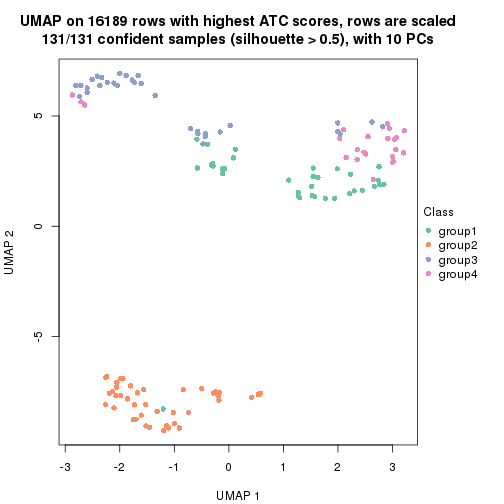 UMAP on 16189 rows with highest ATC scores, rows are scaled
131/131 confident samples (silhouette > 0.5), with 10 PCs
5
0
-5
UMAP 2
-3
-2
-1
0
1
2
3
UMAP 1
Class
group1
group2
group3
group4